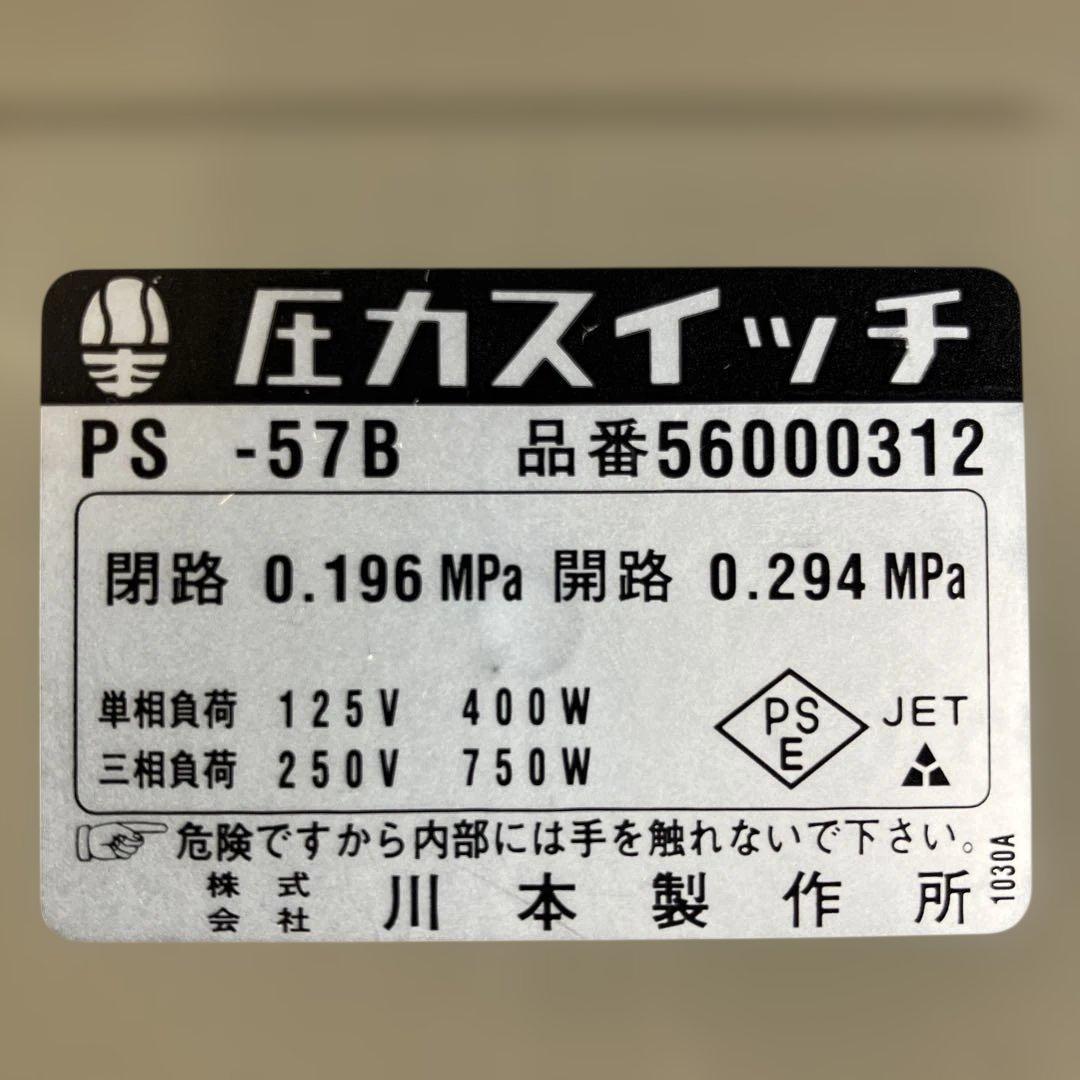 圧力スイッチ
PS -57B 品番56000312
閉路 0.196 MPa 開路 0.294 MPa
単相負荷 125V 400W
三相負荷 250V 750W
PS
E
JET
危険ですから内部には手を触れないで下さい。
株式会社 川本製作所
1030A